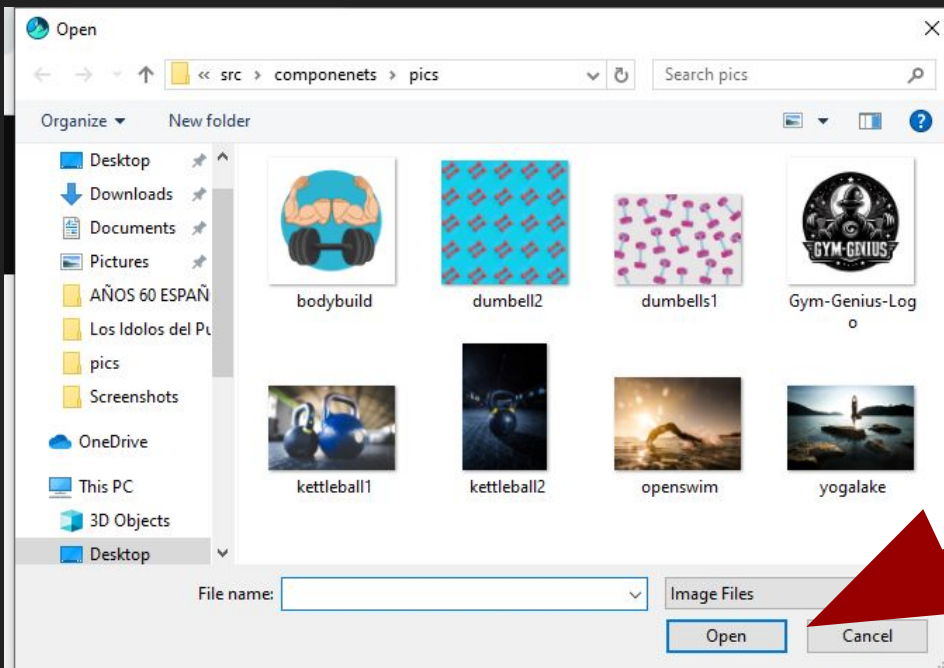 Open
« src > componenets > pics
Search pics
Organize
New folder
Desktop
Downloads
Documents
Pictures
AÑOS 60 ESPAÑ
Los Idolos del Pu
pics
Screenshots
OneDrive
This PC
3D Objects
Desktop
bodybuild
dumbell2
dumbells1
GYM-GENIUS
Gym-Genius-Log
o
kettleball1
kettleball2
openswim
yogalake
File name:
Image Files
Open
Cancel